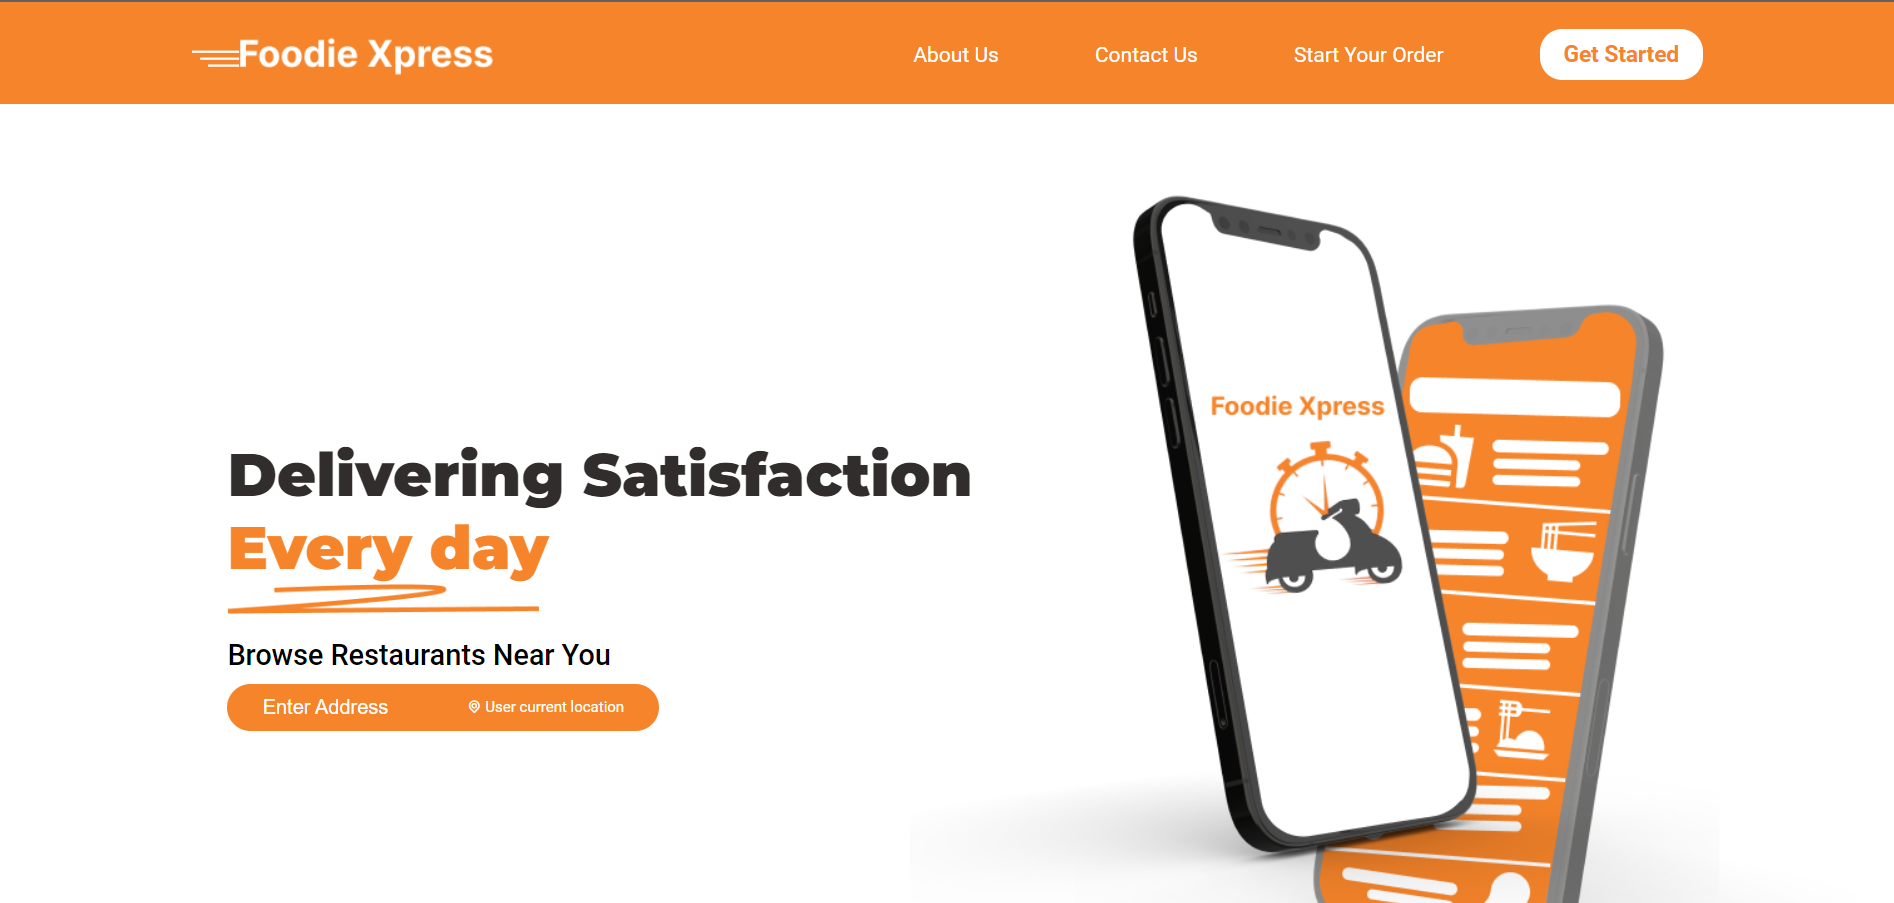 Foodie Xpress
About Us
Contact Us
Start Your Order
Get Started
Delivering Satisfaction
Every day
Browse Restaurants Near You
Enter Address
User current location
Foodie Xpress